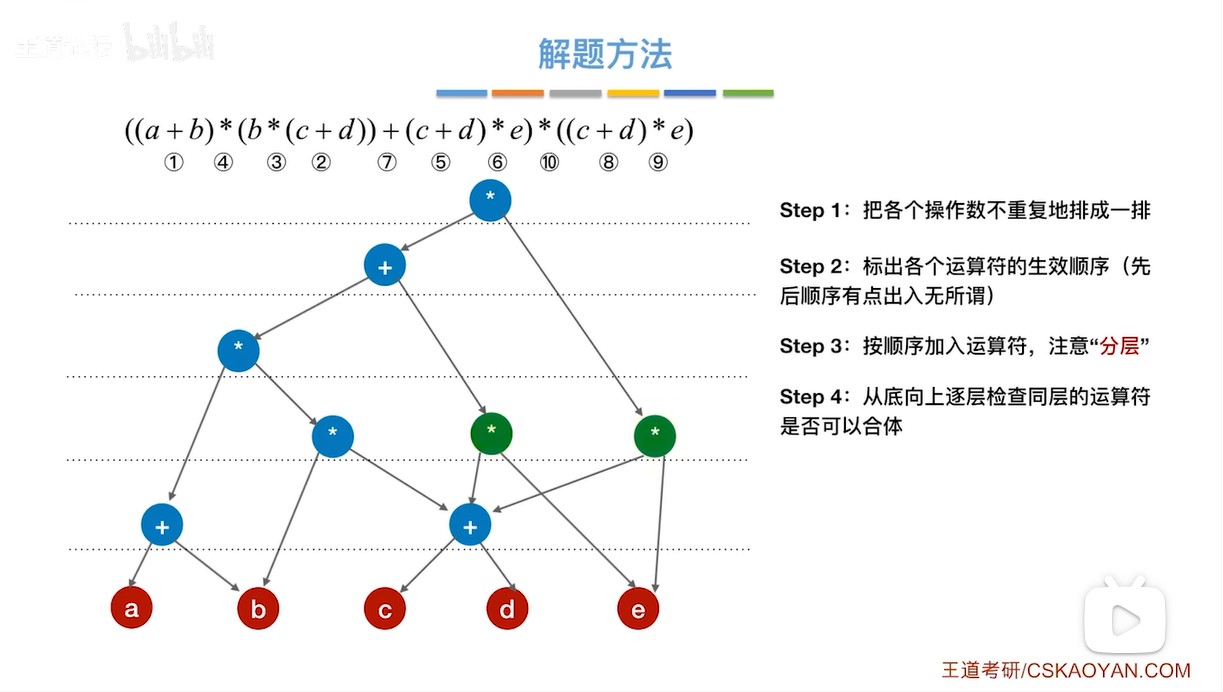 王道论坛 bilibili
解题方法
((a+b)*(b*(c+d))+(c+d)*e)*((c+d)*e)
① ④ ③ ② ⑦ ⑤ ⑥ ⑩ ⑧ ⑨
*
+
*
* * *
+ +
a b c d e
Step 1：把各个操作数不重复地排成一排
Step 2：标出各个运算符的生效顺序（先
后顺序有点出入无所谓）
Step 3：按顺序加入运算符，注意“分层”
Step 4：从底向上逐层检查同层的运算符
是否可以合体
王道考研/CSKAOYAN.COM